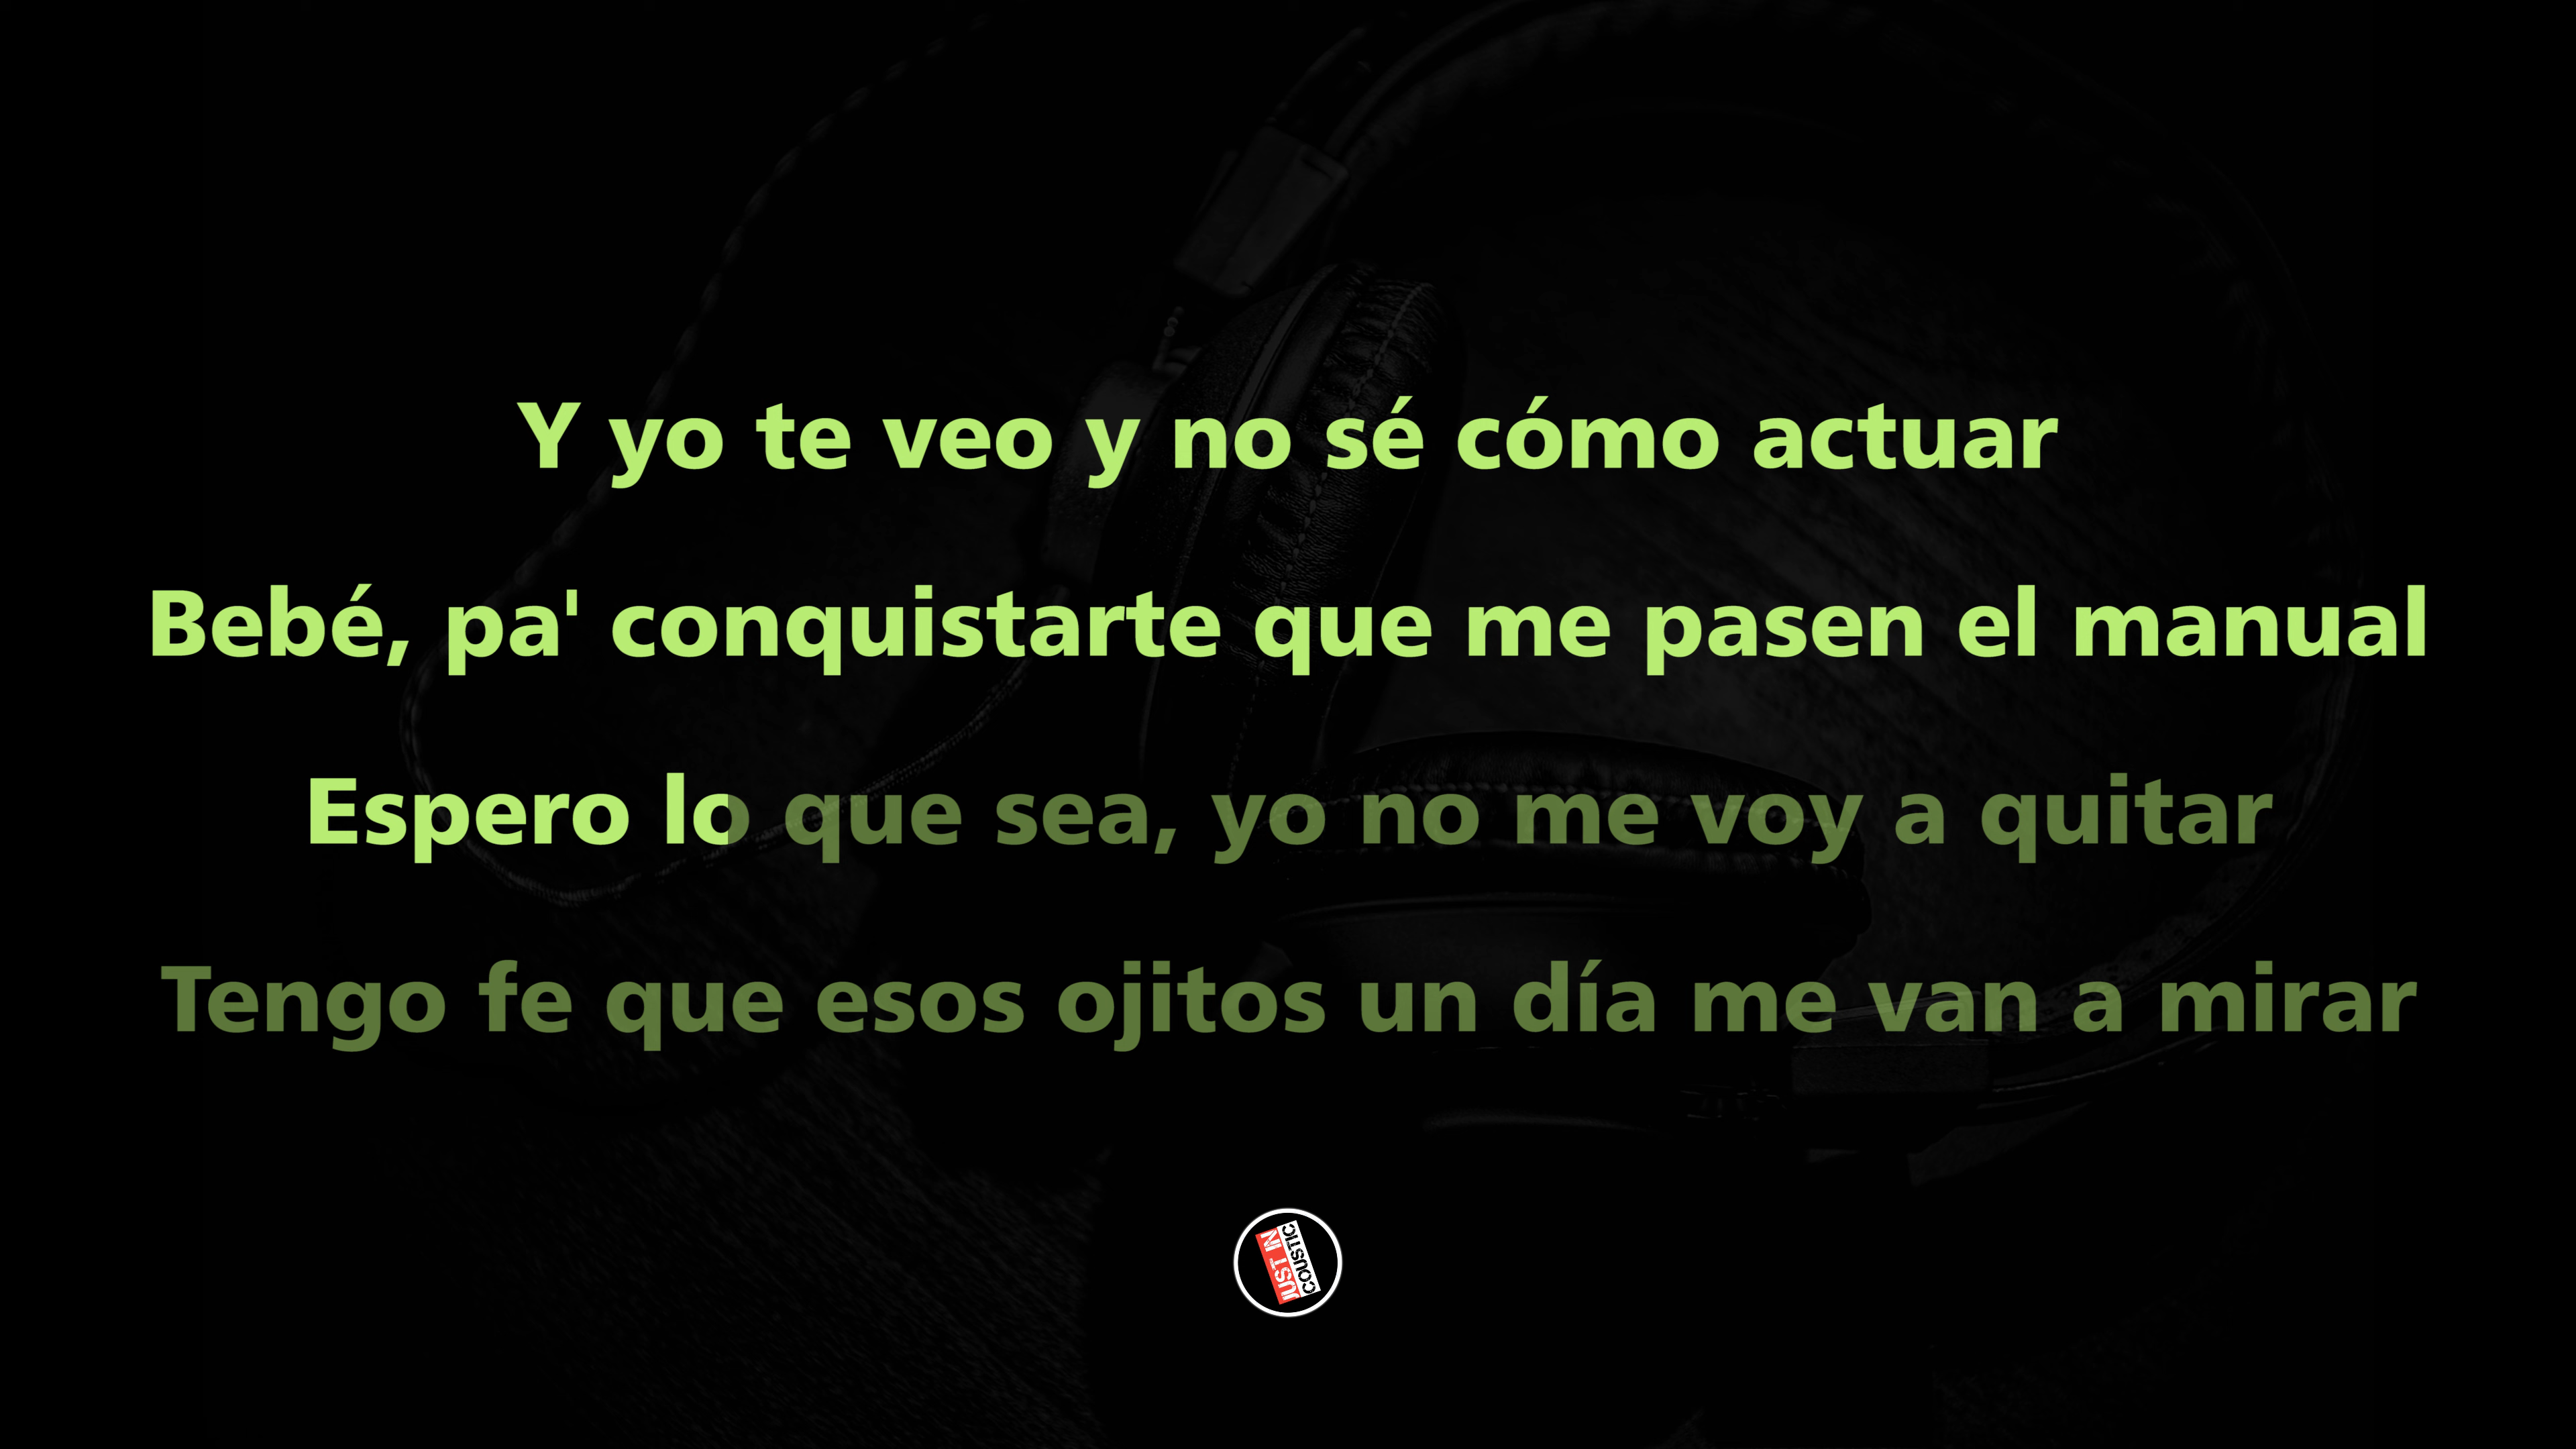 Y yo te veo y no sé cómo actuar
Bebé, pa' conquistarte que me pasen el manual
Espero lo que sea, yo no me voy a quitar
Tengo fe que esos ojitos un día me van a mirar
JUST IN
COUSTIC